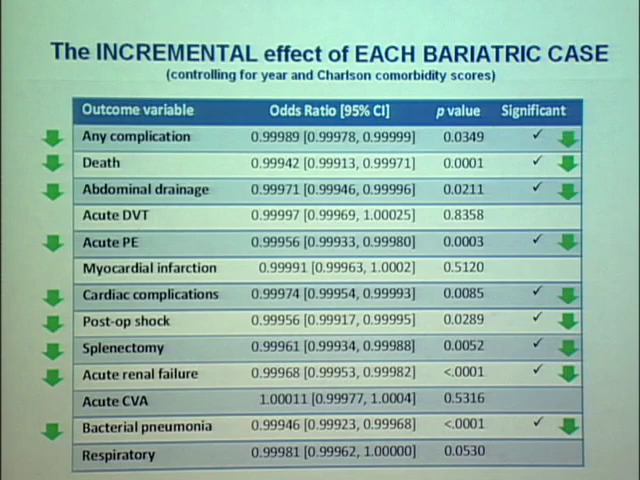 The INCREMENTAL effect of EACH BARIATRIC CASE
(controlling for year and Charlson comorbidity scores)
Outcome variable Odds Ratio [95% CI] p value Significant
Any complication 0.99989 [0.99978, 0.99999] 0.0349 ✓
Death 0.99942 [0.99913, 0.99971] 0.0001 ✓
Abdominal drainage 0.99971 [0.99946, 0.99996] 0.0211 ✓
Acute DVT 0.99997 [0.99969, 1.00025] 0.8358
Acute PE 0.99956 [0.99933, 0.99980] 0.0003 ✓
Myocardial infarction 0.99991 [0.99963, 1.0002] 0.5120
Cardiac complications 0.99974 [0.99954, 0.99993] 0.0085 ✓
Post-op shock 0.99956 [0.99917, 0.99995] 0.0289 ✓
Splenectomy 0.99961 [0.99934, 0.99988] 0.0052 ✓
Acute renal failure 0.99968 [0.99953, 0.99982] <.0001 ✓
Acute CVA 1.00011 [0.99977, 1.0004] 0.5316
Bacterial pneumonia 0.99946 [0.99923, 0.99968] <.0001 ✓
Respiratory 0.99981 [0.99962, 1.00000] 0.0530